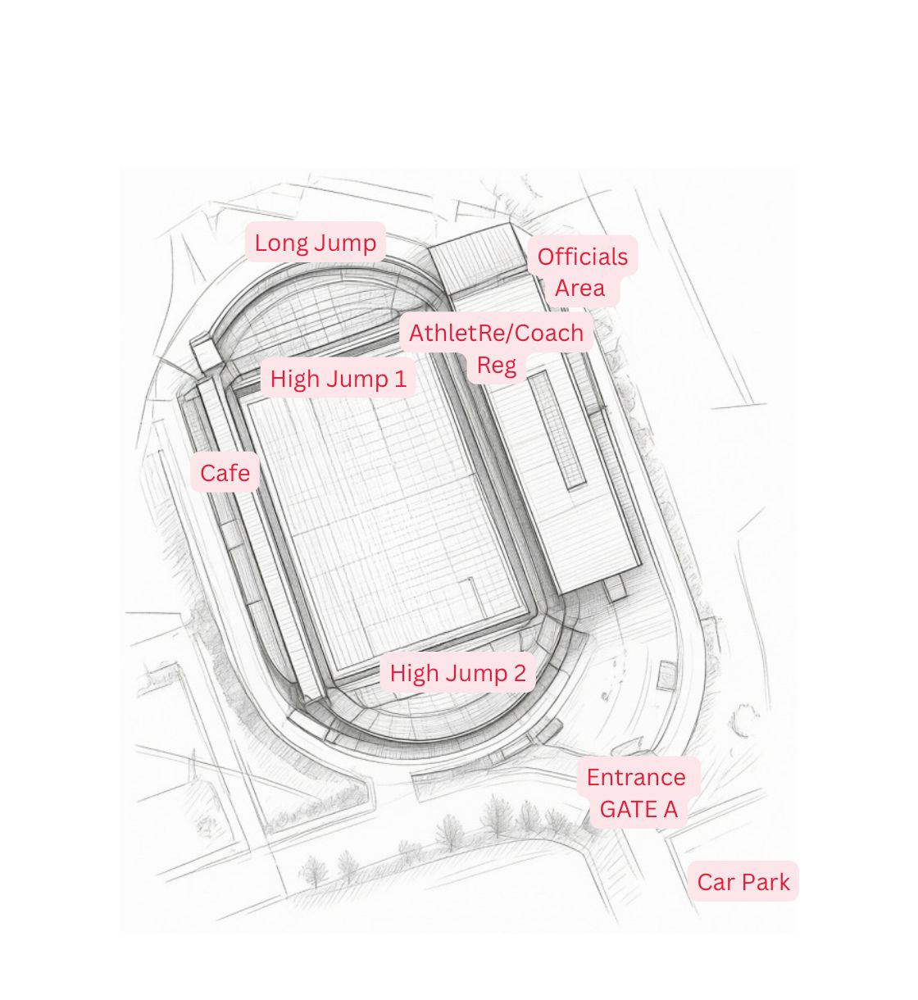 Long Jump
Officials
Area
AthletRe/Coach
Reg
High Jump 1
Cafe
High Jump 2
Entrance
GATE A
Car Park